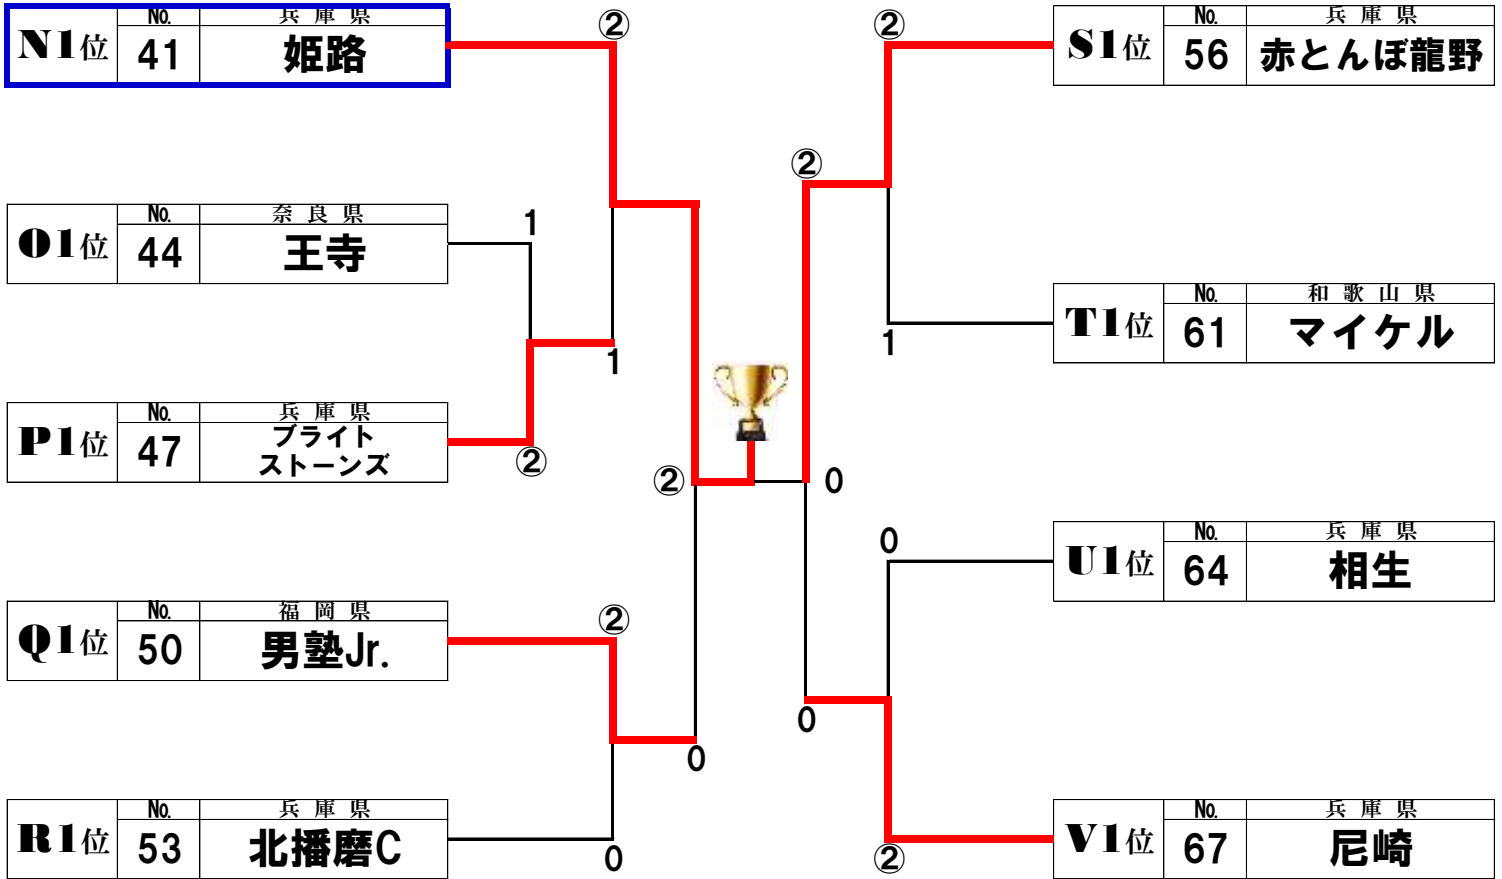 N1位 No. 41 兵庫県 姫路
②
②
S1位 No. 56 兵庫県 赤とんぼ龍野
②
O1位 No. 44 奈良県 王寺
1
T1位 No. 61 和歌山県 マイケル
1
1
P1位 No. 47 兵庫県 ブライト
ストーンズ
②
②
0
0
U1位 No. 64 兵庫県 相生
Q1位 No. 50 福岡県 男塾Jr.
②
0
0
R1位 No. 53 兵庫県 北播磨C
0
②
V1位 No. 67 兵庫県 尼崎